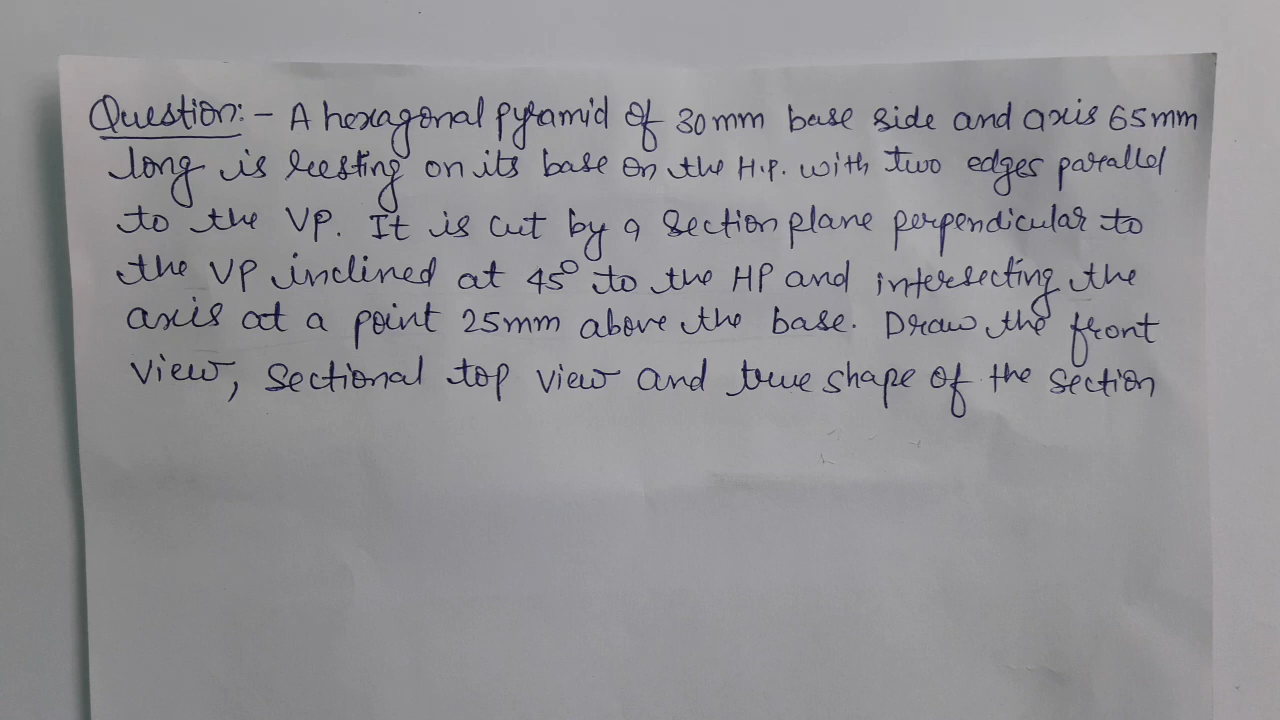 Question:- A hexagonal pyramid of 30mm base side and axis 65mm
long is resting on its base on the H.P. with two edges parallel
to the VP. It is cut by a section plane perpendicular to
the VP inclined at 45° to the HP and intersecting the
axis at a point 25mm above the base. Draw the front
view, sectional top view and true shape of the section